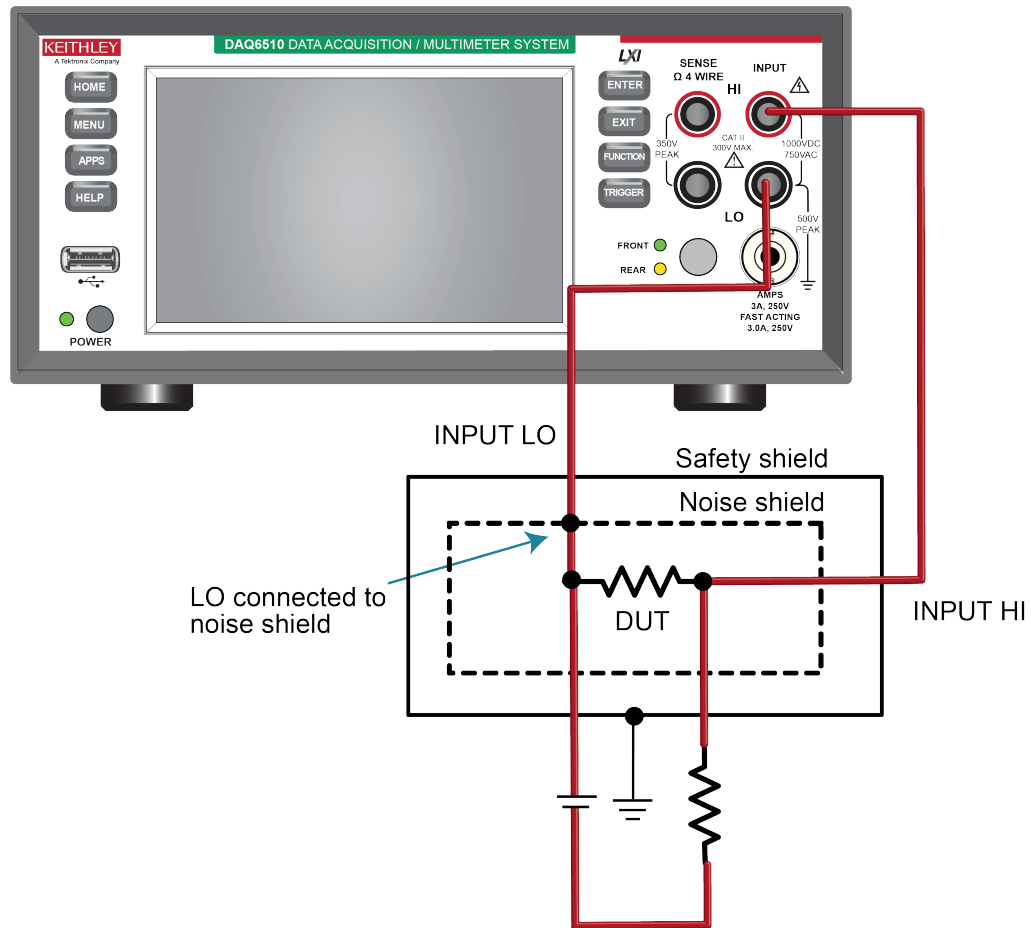 KEITHLEY
A Tektronix Company
DAQ6510 DATA ACQUISITION / MULTIMETER SYSTEM
LXI
HOME
MENU
APPS
HELP
POWER
ENTER
EXIT
FUNCTION
TRIGGER
SENSE
Ω 4 WIRE
INPUT
HI
350V
PEAK
CAT II
300V MAX.
1000VDC
750VAC
LO
500V
PEAK
FRONT
REAR
AMPS
3A, 250V
FAST ACTING
3.0A, 250V
INPUT LO
Safety shield
Noise shield
LO connected to
noise shield
DUT
INPUT HI